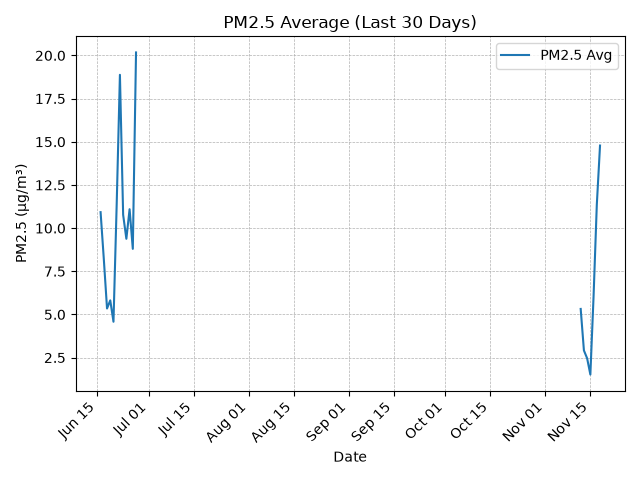 PM2.5 Average (Last 30 Days)
PM2.5 Avg
PM2.5 (µg/m³)
20.0
17.5
15.0
12.5
10.0
7.5
5.0
2.5
Jun 15
Jul 01
Jul 15
Aug 01
Aug 15
Sep 01
Sep 15
Oct 01
Oct 15
Nov 01
Nov 15
Date